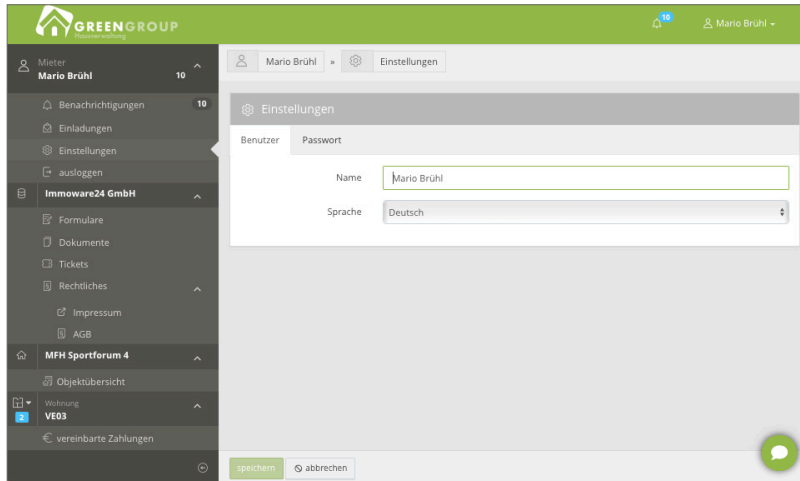 GREENGROUP
Hausverwaltung
10
Mario Brühl
Mieter
Mario Brühl
10
Benachrichtigungen
10
Einladungen
Einstellungen
ausloggen
Immoware24 GmbH
Formulare
Dokumente
Tickets
Rechtliches
Impressum
AGB
MFH Sportforum 4
Objektübersicht
Wohnung
2
VE03
vereinbarte Zahlungen
Mario Brühl » Einstellungen
Einstellungen
Benutzer Passwort
Name Mario Brühl
Sprache Deutsch
speichern abbrechen